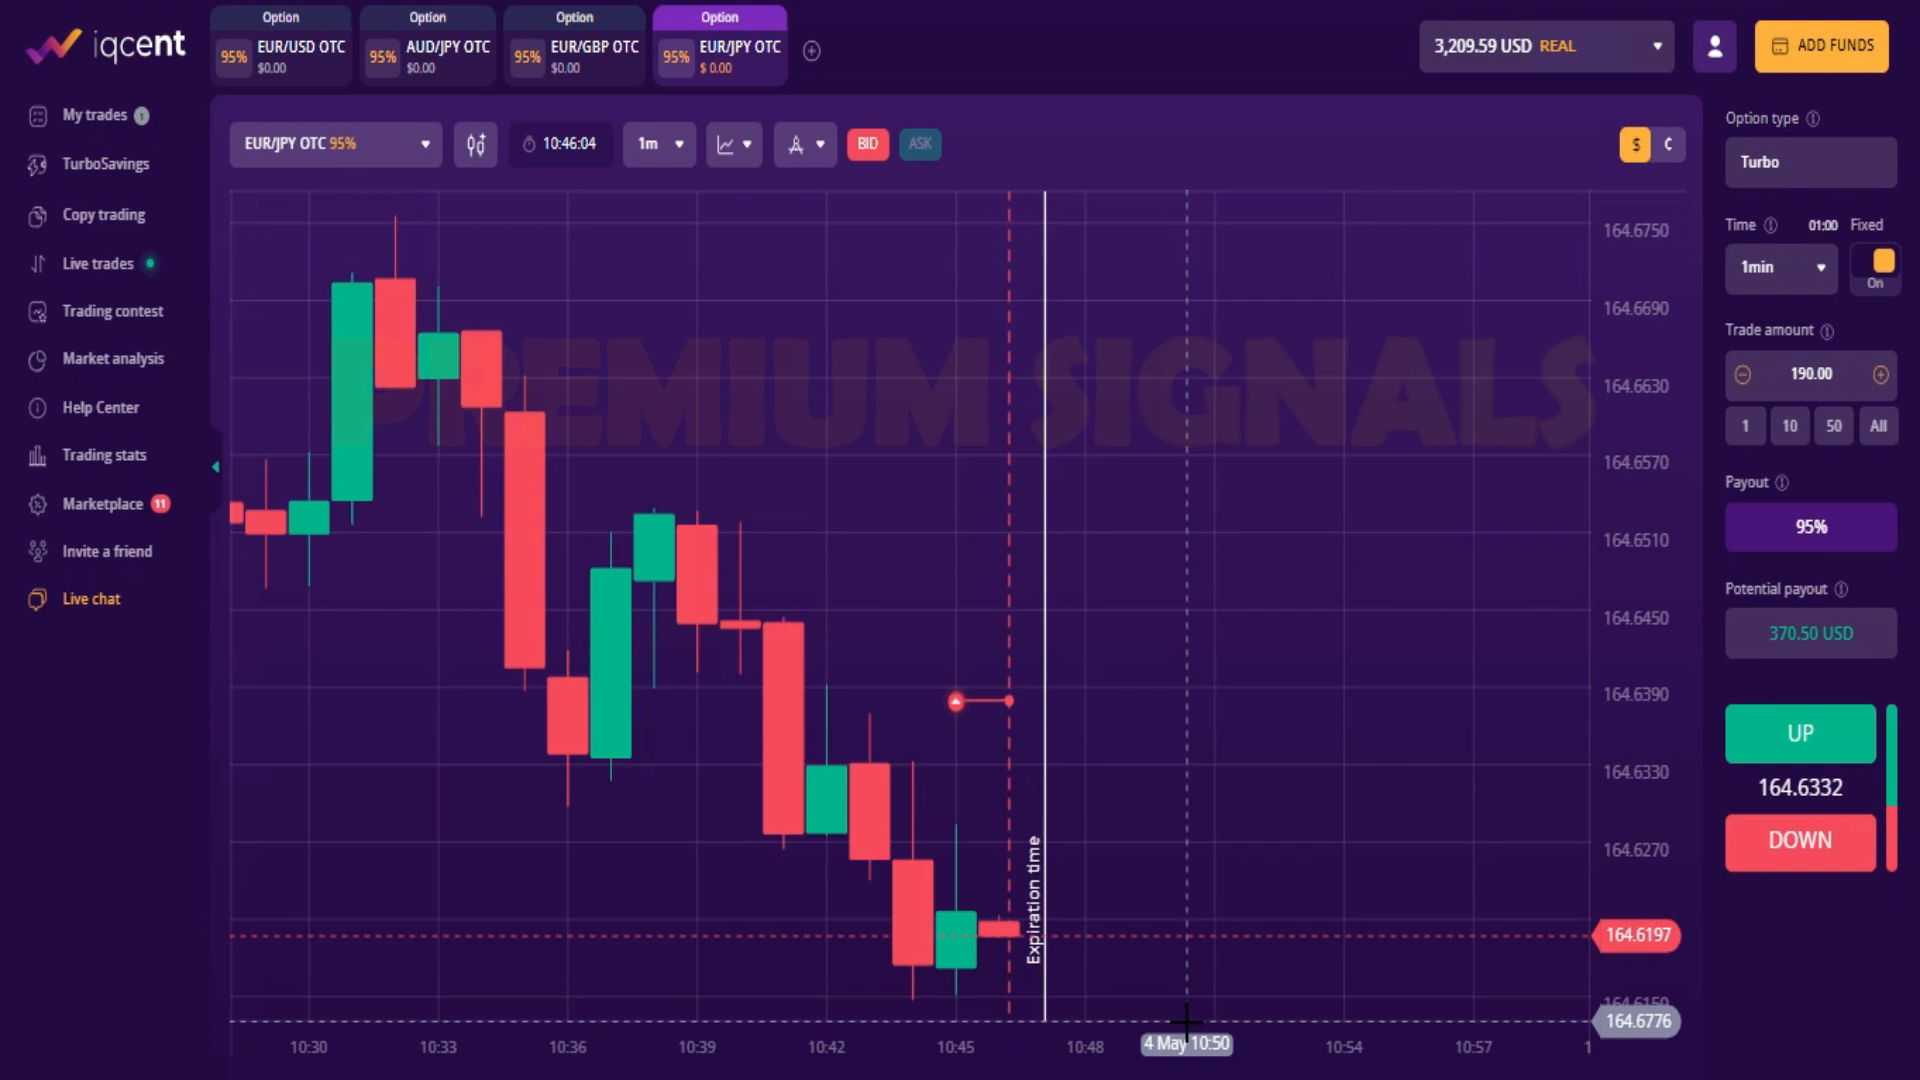 iqcent
Option
95%
EUR/USD OTC
$0.00
Option
95%
AUD/JPY OTC
$0.00
Option
95%
EUR/GBP OTC
$0.00
Option
95%
EUR/JPY OTC
$ 0.00
3,209.59 USD REAL
ADD FUNDS
My trades 1
TurboSavings
Copy trading
Live trades
Trading contest
Market analysis
Help Center
Trading stats
Marketplace 11
Invite a friend
Live chat
EUR/JPY OTC 95%
10:46:04
1m
BID
ASK
$
¢
PREMIUM SIGNALS
Expiration time
164.6750
164.6690
164.6630
164.6570
164.6510
164.6450
164.6390
164.6330
164.6270
164.6197
164.6150
164.6776
10:30
10:33
10:36
10:39
10:42
10:45
10:48
4 May 10:50
10:54
10:57
1
Option type
Turbo
Time
01:00
Fixed
1min
On
Trade amount
190.00
1
10
50
All
Payout
95%
Potential payout
370.50 USD
UP
164.6332
DOWN